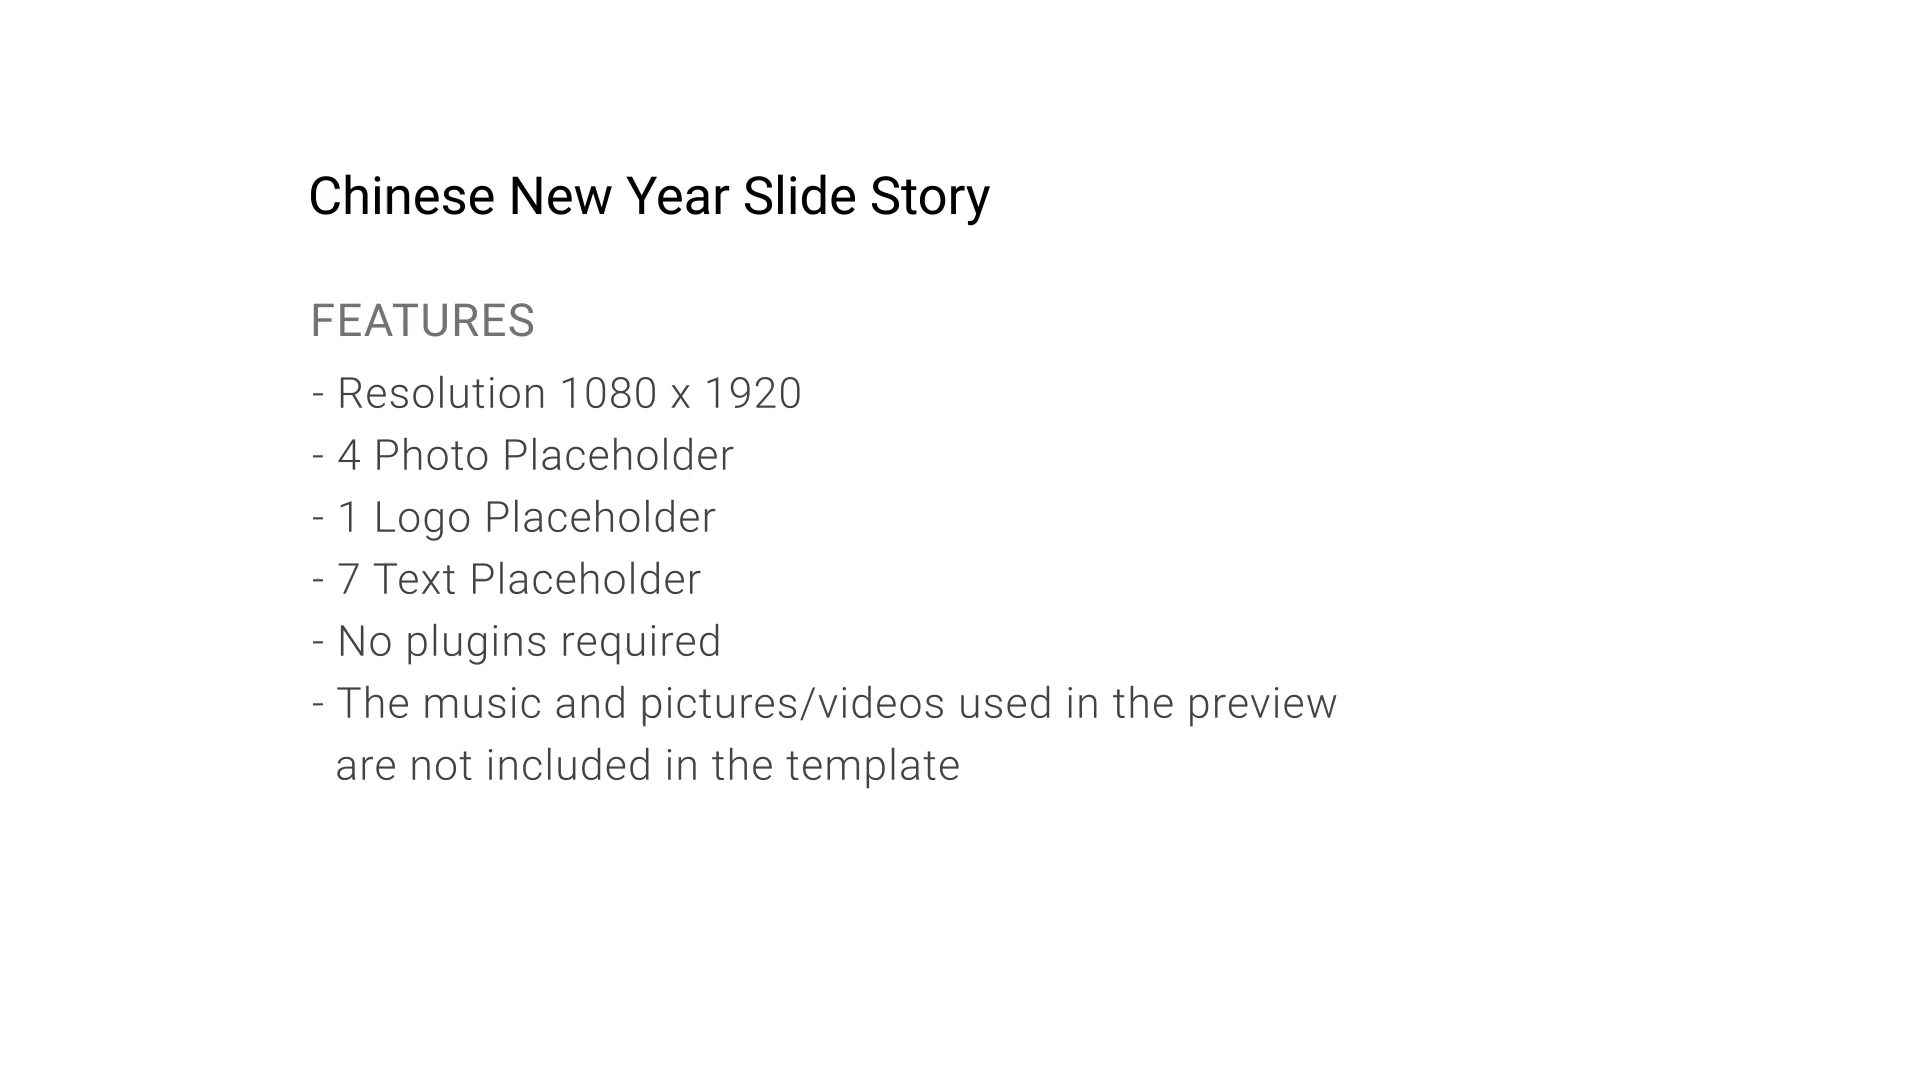 Chinese New Year Slide Story
FEATURES
- Resolution 1080 x 1920
- 4 Photo Placeholder
- 1 Logo Placeholder
- 7 Text Placeholder
- No plugins required
- The music and pictures/videos used in the preview
are not included in the template